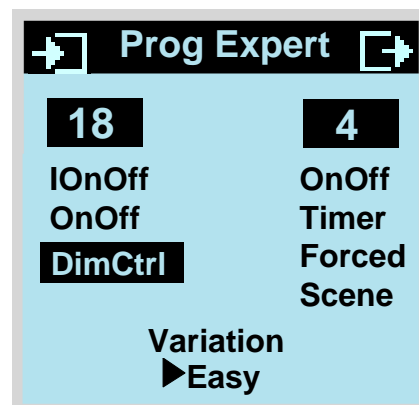 Prog Expert
18 4
IOnOff OnOff
OnOff Timer
DimCtrl Forced
Scene
Variation
Easy